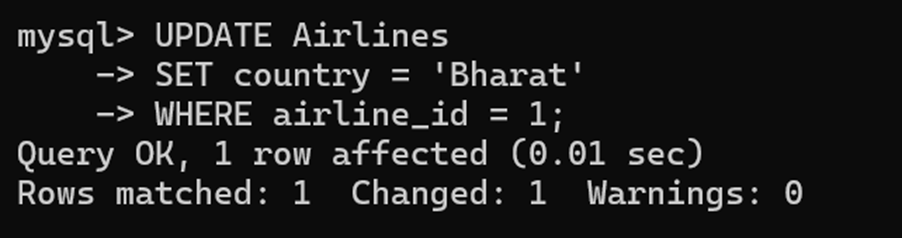 mysql> UPDATE Airlines
    -> SET country = 'Bharat'
    -> WHERE airline_id = 1;
Query OK, 1 row affected (0.01 sec)
Rows matched: 1  Changed: 1  Warnings: 0